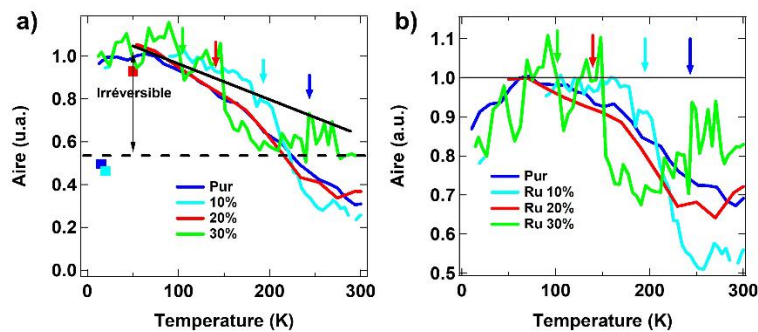 a)
Aire (u.a.)
1.0
0.8
0.6
0.4
0.2
0.0
Irréversible
Pur
10%
20%
30%
0
100
200
300
Temperature (K)
b)
Aire (a.u.)
1.1
1.0
0.9
0.8
0.7
0.6
0.5
Pur
Ru 10%
Ru 20%
Ru 30%
0
100
200
300
Temperature (K)